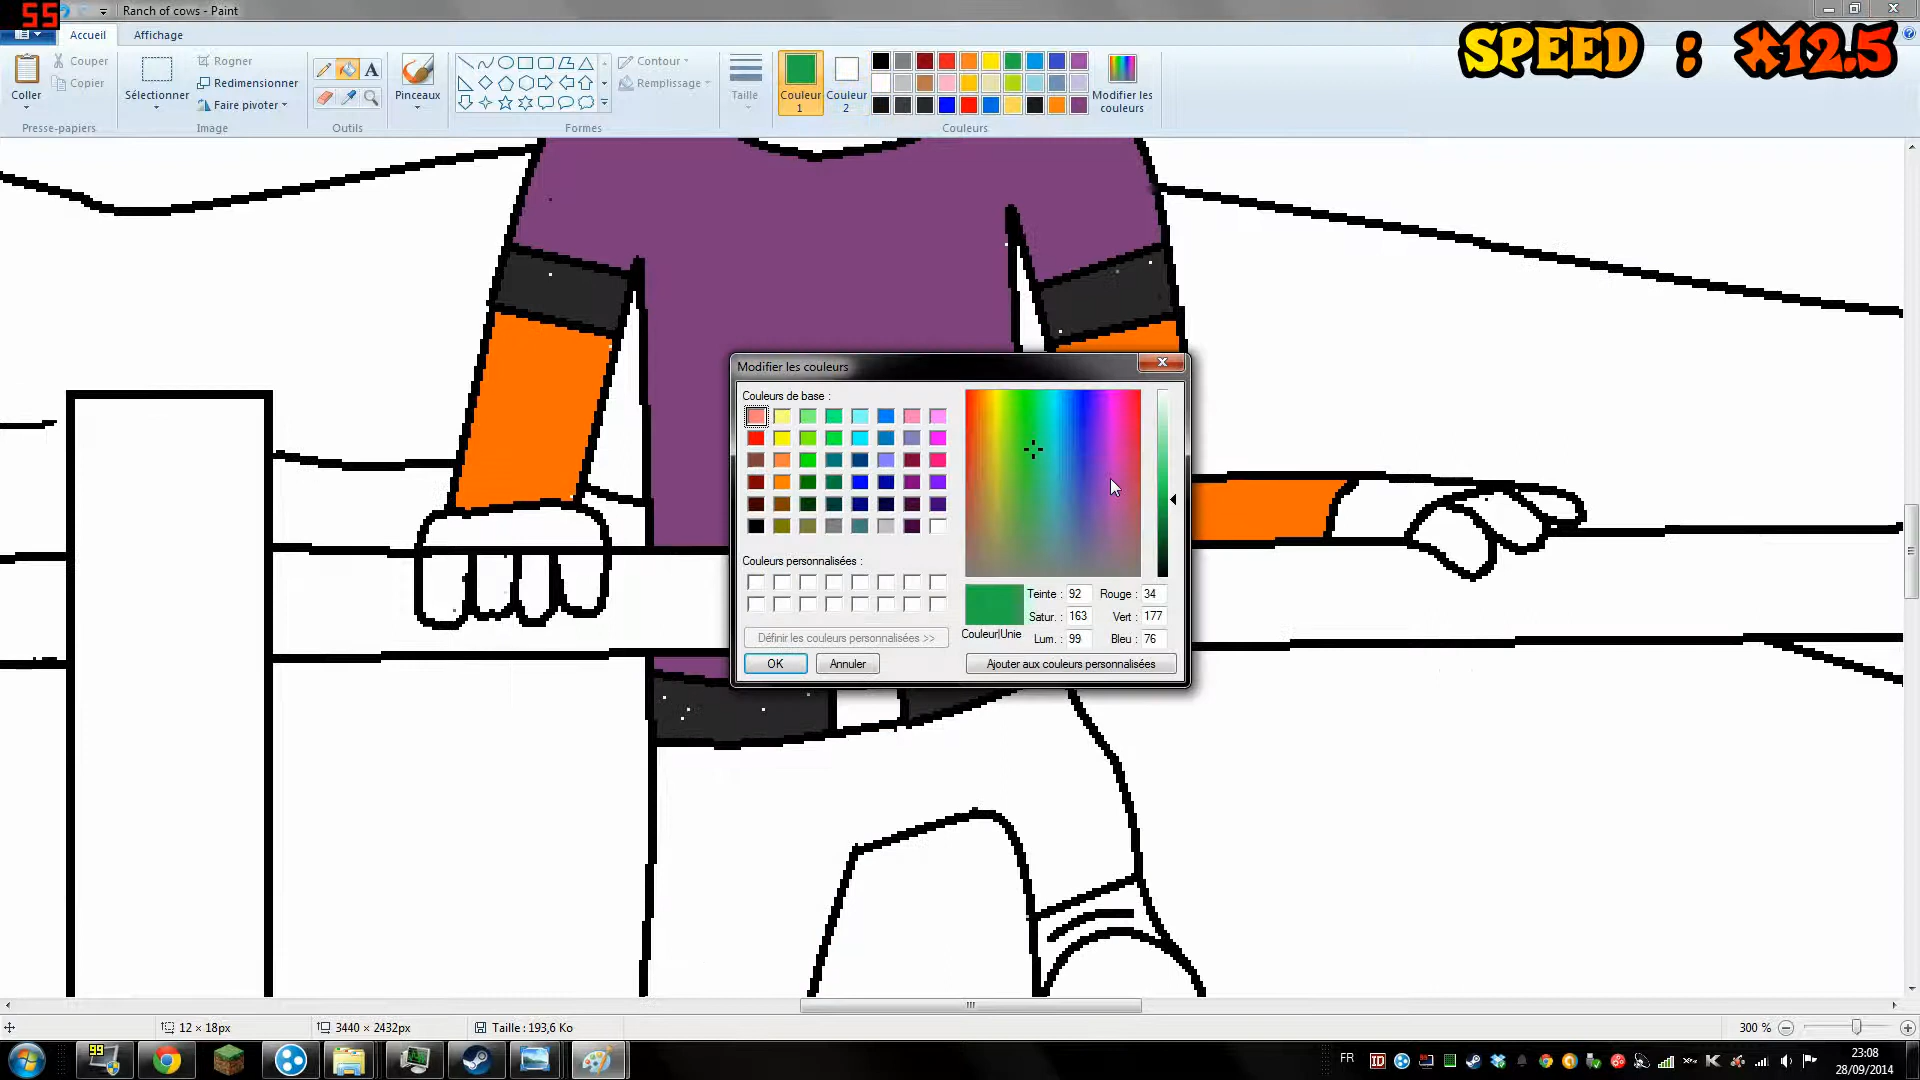 55
Ranch of cows - Paint
SPEED : *12.5
Accueil
Affichage
Coller
Couper
Copier
Presse-papiers
Sélectionner
Rogner
Redimensionner
Faire pivoter
Image
A
Outils
Pinceaux
Contour
Remplissage
Formes
Taille
Couleur 1
Couleur 2
Modifier les couleurs
Couleurs
Modifier les couleurs
Couleurs de base :
Couleurs personnalisées :
Définir les couleurs personnalisées >>
OK
Annuler
Teinte : 92
Rouge : 34
Satur. : 163
Vert : 177
Couleur|Unie
Lum. : 99
Bleu : 76
Ajouter aux couleurs personnalisées
12 × 18px
3440 × 2432px
Taille : 193,6 Ko
300 %
99
FR
ID
K
23:08
28/09/2014